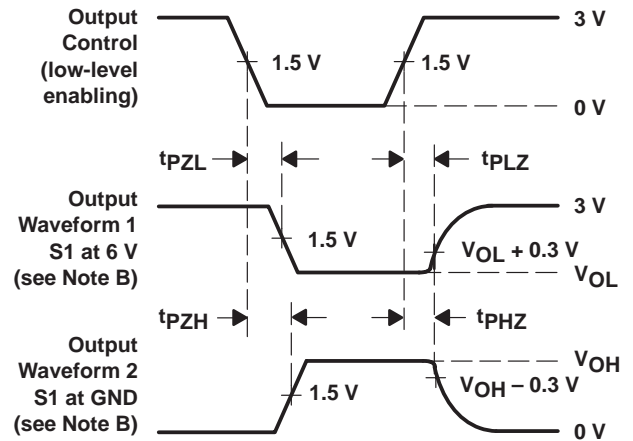 Output
Control
(low-level
enabling)
3 V
1.5 V
1.5 V
0 V
tPZL
tPLZ
Output
Waveform 1
S1 at 6 V
(see Note B)
3 V
1.5 V
VOL + 0.3 V
VOL
tPZH
tPHZ
Output
Waveform 2
S1 at GND
(see Note B)
VOH
1.5 V
VOH − 0.3 V
0 V